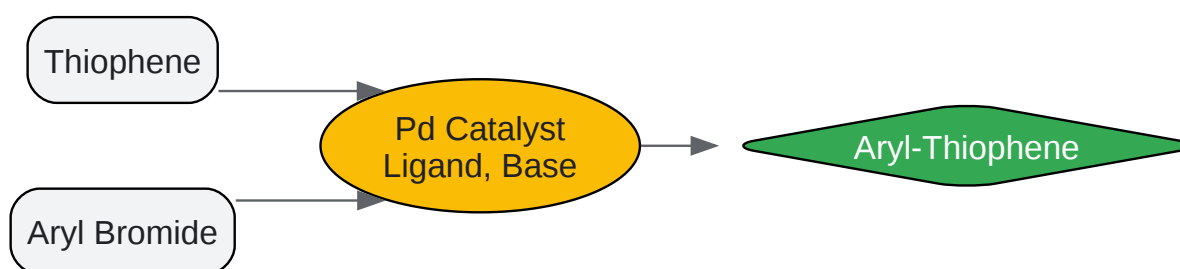 Thiophene
Pd Catalyst
Ligand, Base
Aryl-Thiophene
Aryl Bromide